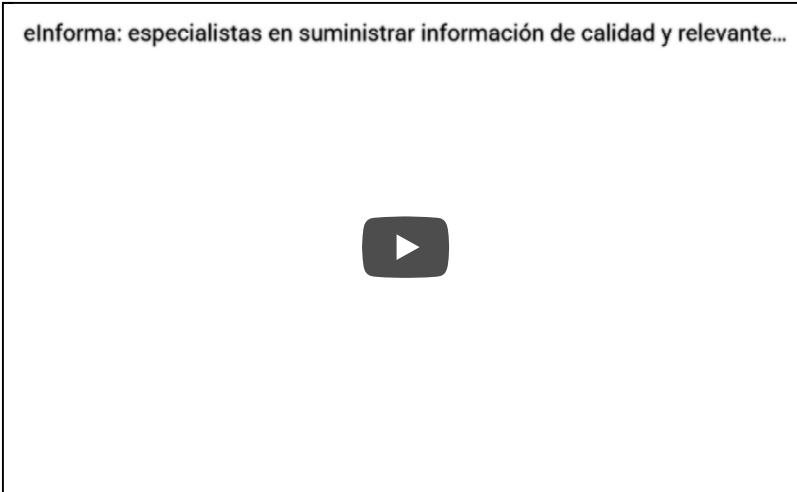 eInforma: especialistas en suministrar información de calidad y relevante...